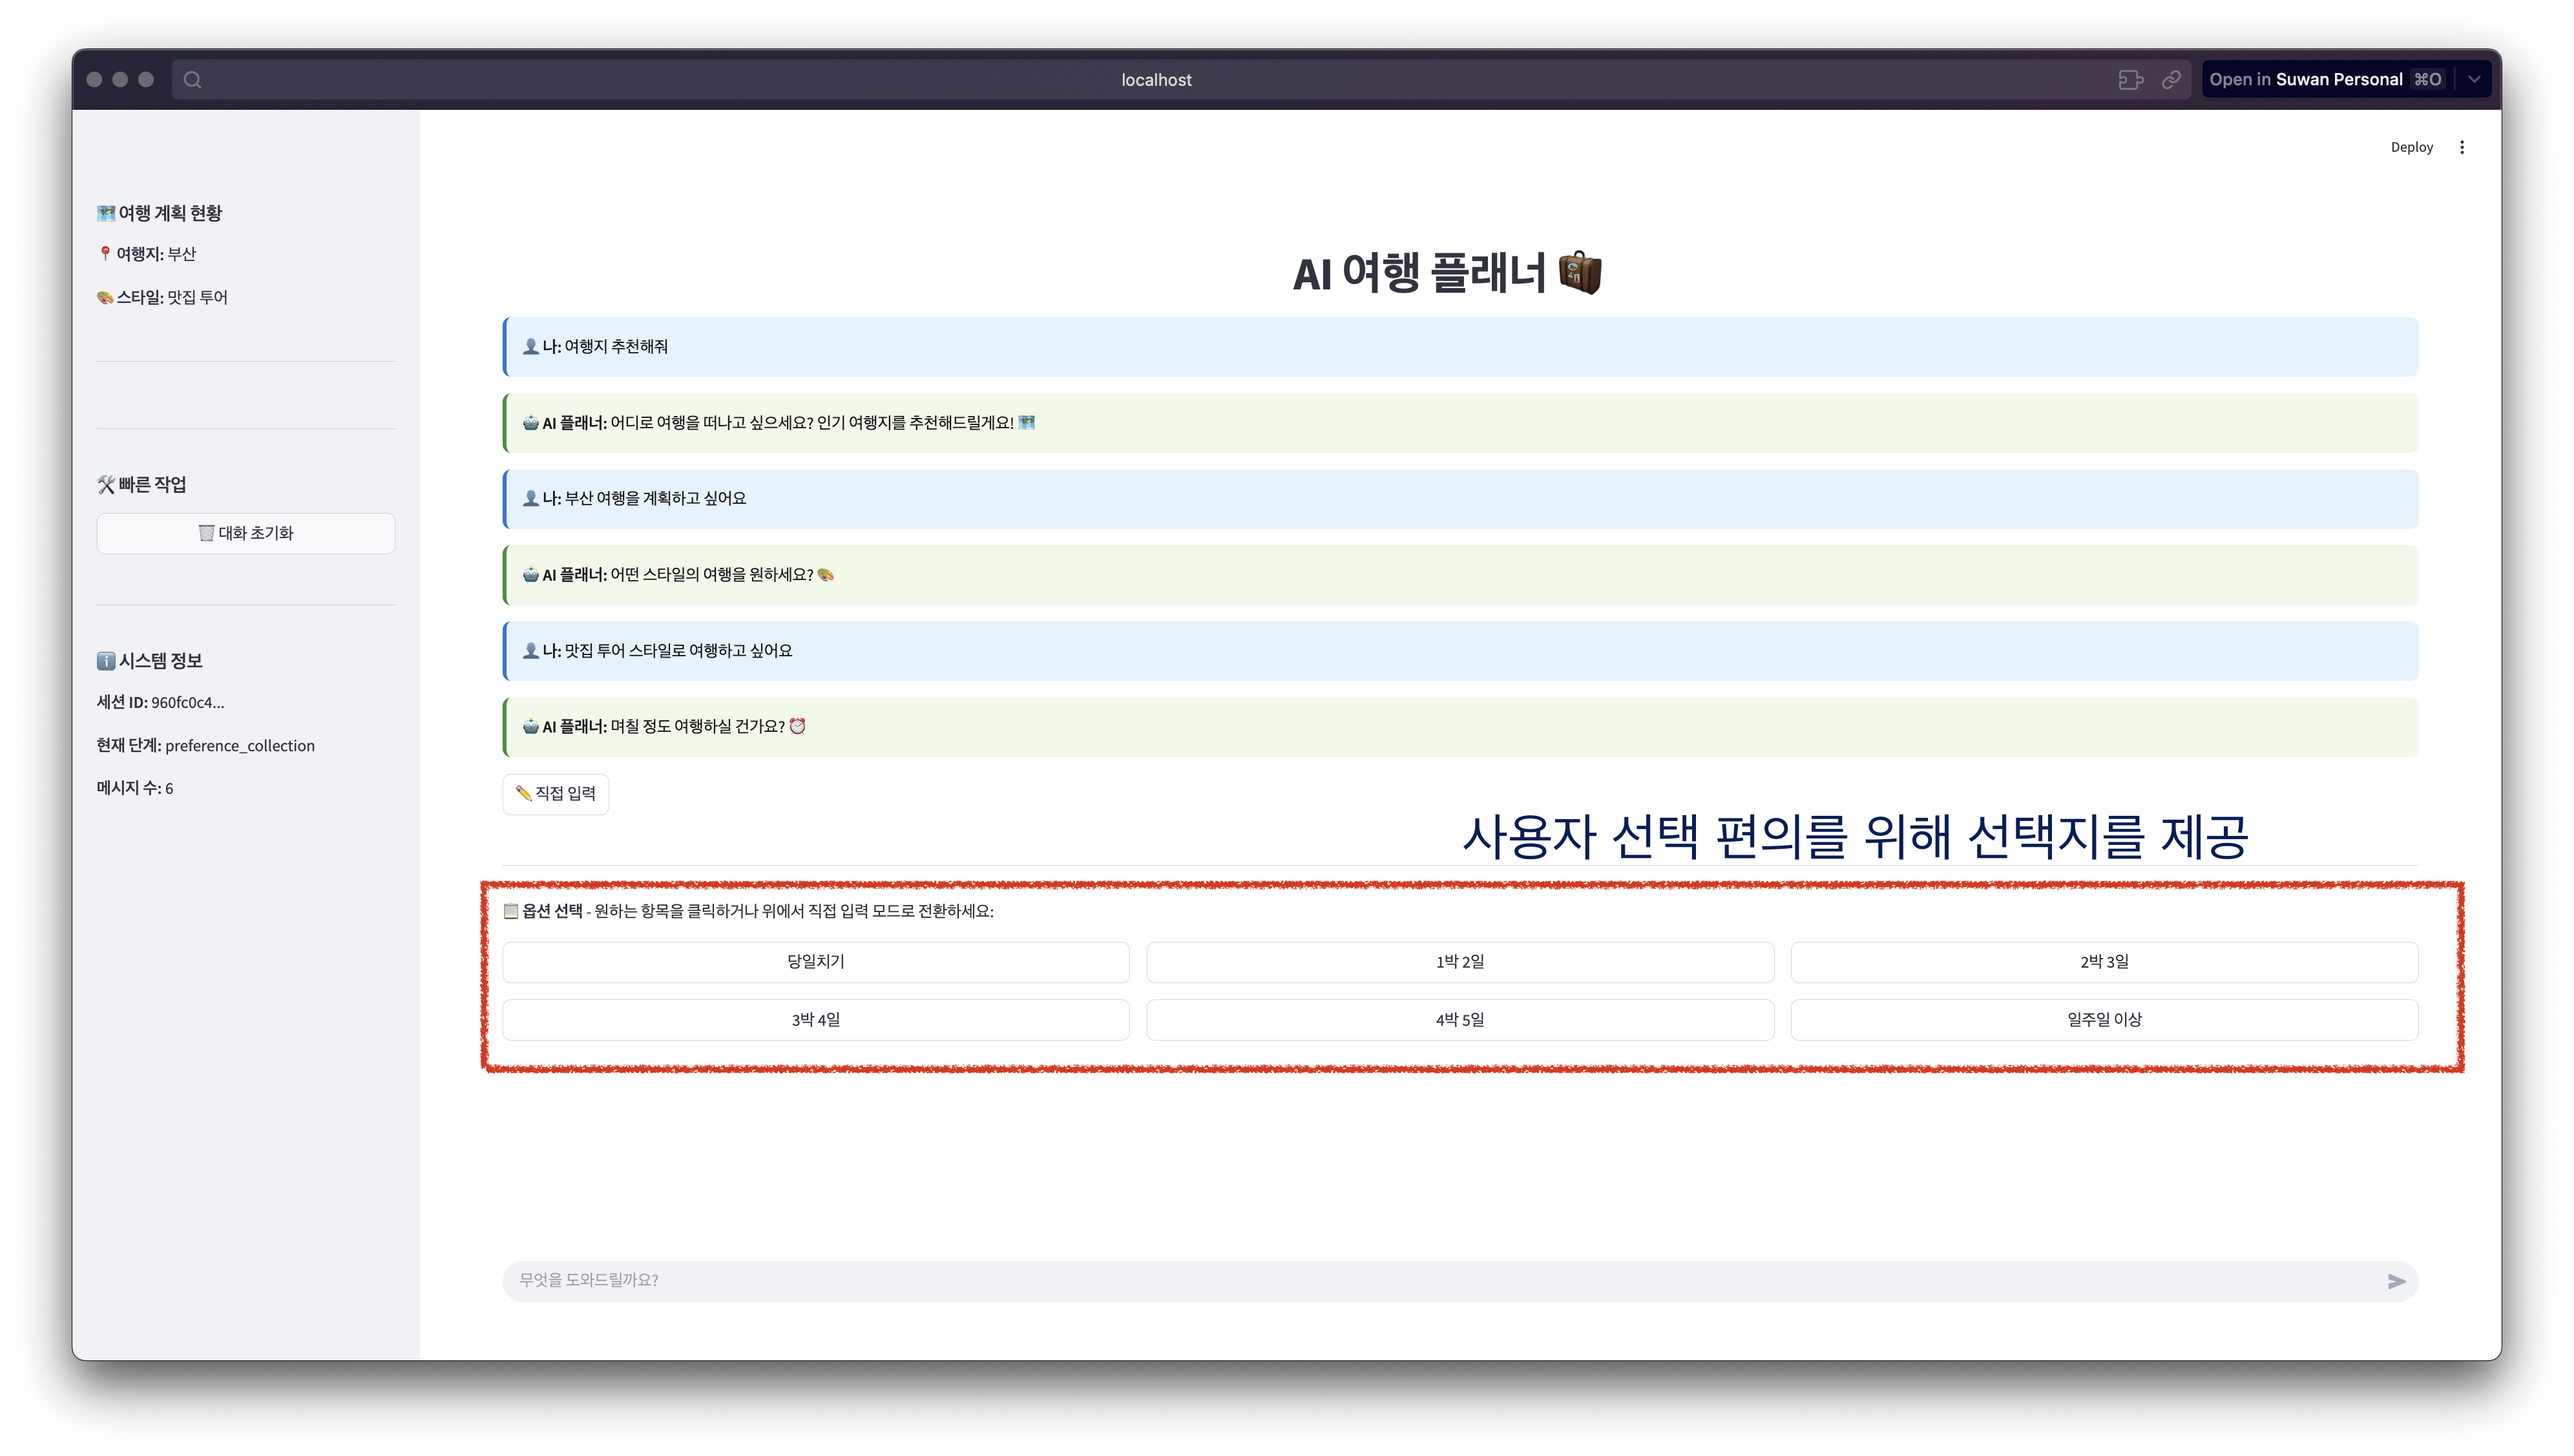 localhost
Open in Suwan Personal ⌘O
Deploy
여행 계획 현황
여행지: 부산
스타일: 맛집 투어
빠른 작업
대화 초기화
시스템 정보
세션 ID: 960fc0c4...
현재 단계: preference_collection
메시지 수: 6
AI 여행 플래너
나: 여행지 추천해줘
AI 플래너: 어디로 여행을 떠나고 싶으세요? 인기 여행지를 추천해드릴게요!
나: 부산 여행을 계획하고 싶어요
AI 플래너: 어떤 스타일의 여행을 원하세요?
나: 맛집 투어 스타일로 여행하고 싶어요
AI 플래너: 며칠 정도 여행하실 건가요?
직접 입력
사용자 선택 편의를 위해 선택지를 제공
옵션 선택 - 원하는 항목을 클릭하거나 위에서 직접 입력 모드로 전환하세요:
당일치기
1박 2일
2박 3일
3박 4일
4박 5일
일주일 이상
무엇을 도와드릴까요?